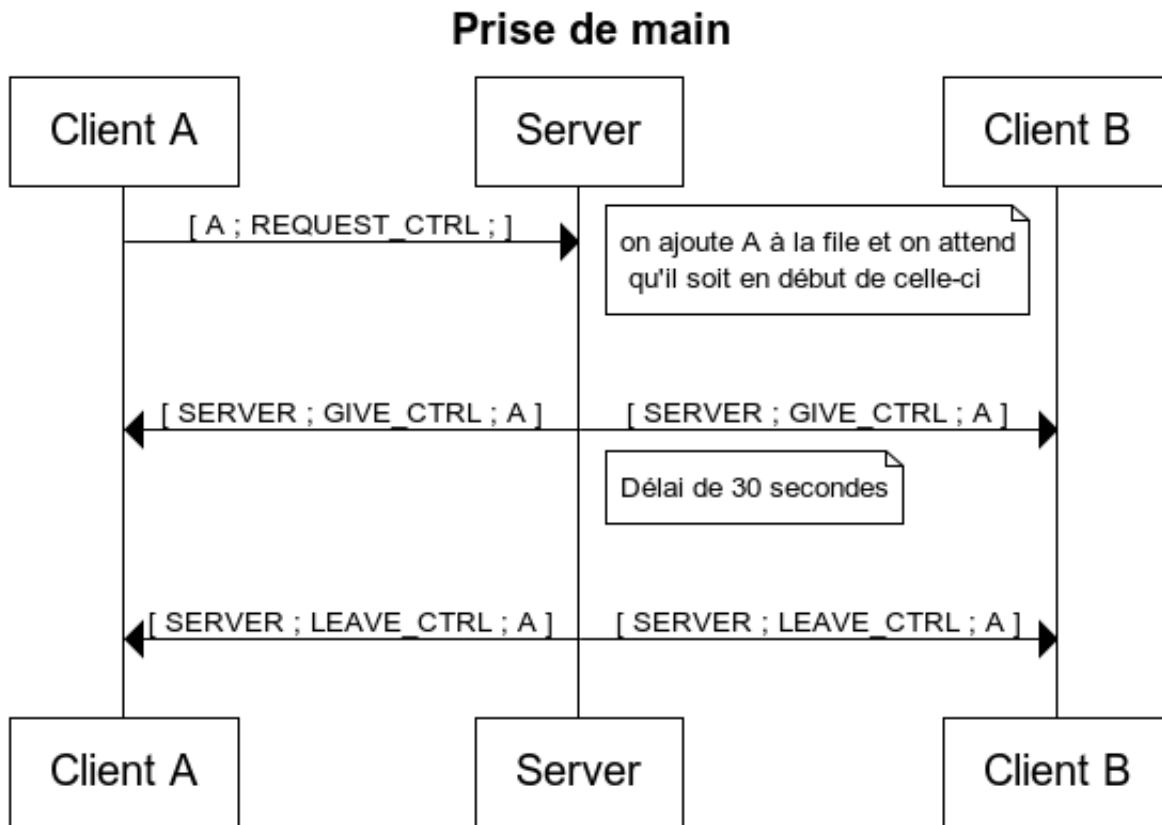 Prise de main
Client A
Server
Client B
[ A ; REQUEST_CTRL ; ]
on ajoute A à la file et on attend
qu'il soit en début de celle-ci
[ SERVER ; GIVE_CTRL ; A ]
[ SERVER ; GIVE_CTRL ; A ]
Délai de 30 secondes
[ SERVER ; LEAVE_CTRL ; A ]
[ SERVER ; LEAVE_CTRL ; A ]
Client A
Server
Client B